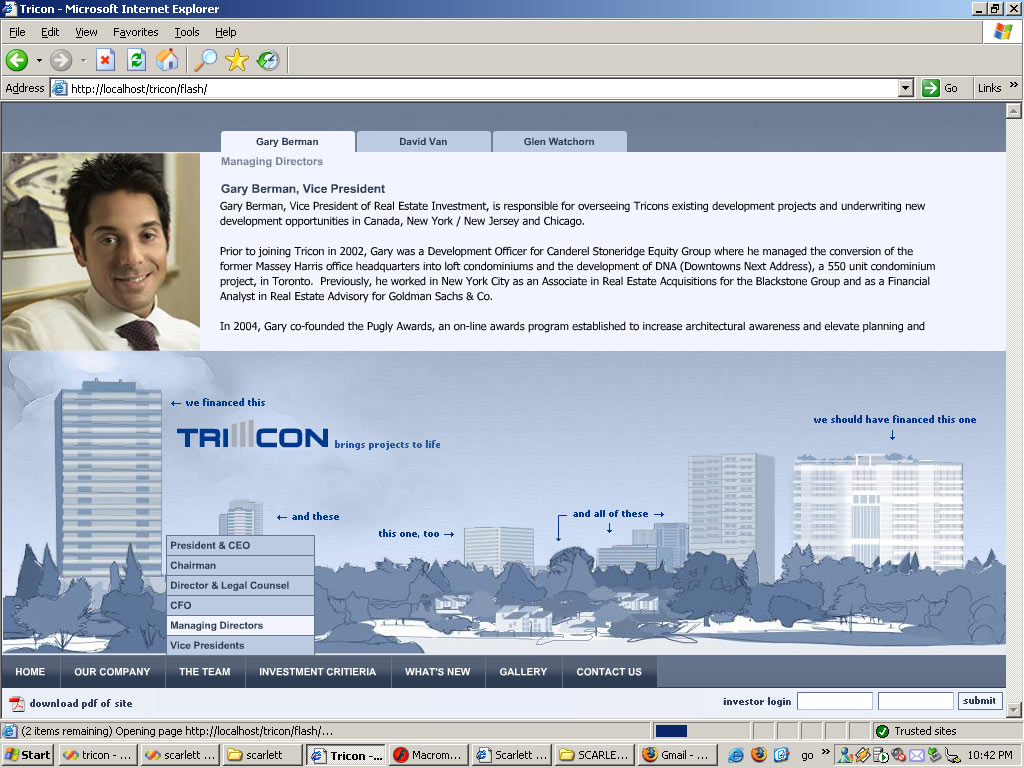 Tricon - Microsoft Internet Explorer
File Edit View Favorites Tools Help
Address http://localhost/tricon/flash/ Go Links »
Gary Berman David Van Glen Watchorn
Managing Directors
Gary Berman, Vice President
Gary Berman, Vice President of Real Estate Investment, is responsible for overseeing Tricons existing development projects and underwriting new
development opportunities in Canada, New York / New Jersey and Chicago.
Prior to joining Tricon in 2002, Gary was a Development Officer for Canderel Stoneridge Equity Group where he managed the conversion of the
former Massey Harris office headquarters into loft condominiums and the development of DNA (Downtowns Next Address), a 550 unit condominium
project, in Toronto. Previously, he worked in New York City as an Associate in Real Estate Acquisitions for the Blackstone Group and as a Financial
Analyst in Real Estate Advisory for Goldman Sachs & Co.
In 2004, Gary co-founded the Pugly Awards, an on-line awards program established to increase architectural awareness and elevate planning and
← we financed this
we should have financed this one
↓
TRICON brings projects to life
← and these
and all of these →
this one, too →
President & CEO
Chairman
Director & Legal Counsel
CFO
Managing Directors
Vice Presidents
HOME OUR COMPANY THE TEAM INVESTMENT CRITIERIA WHAT'S NEW GALLERY CONTACT US
download pdf of site investor login submit
(2 items remaining) Opening page http://localhost/tricon/flash/... Trusted sites
Start tricon - ... scarlett ... scarlett Tricon -... Macrom... Scarlett ... SCARLE... Gmail - ... go » 10:42 PM